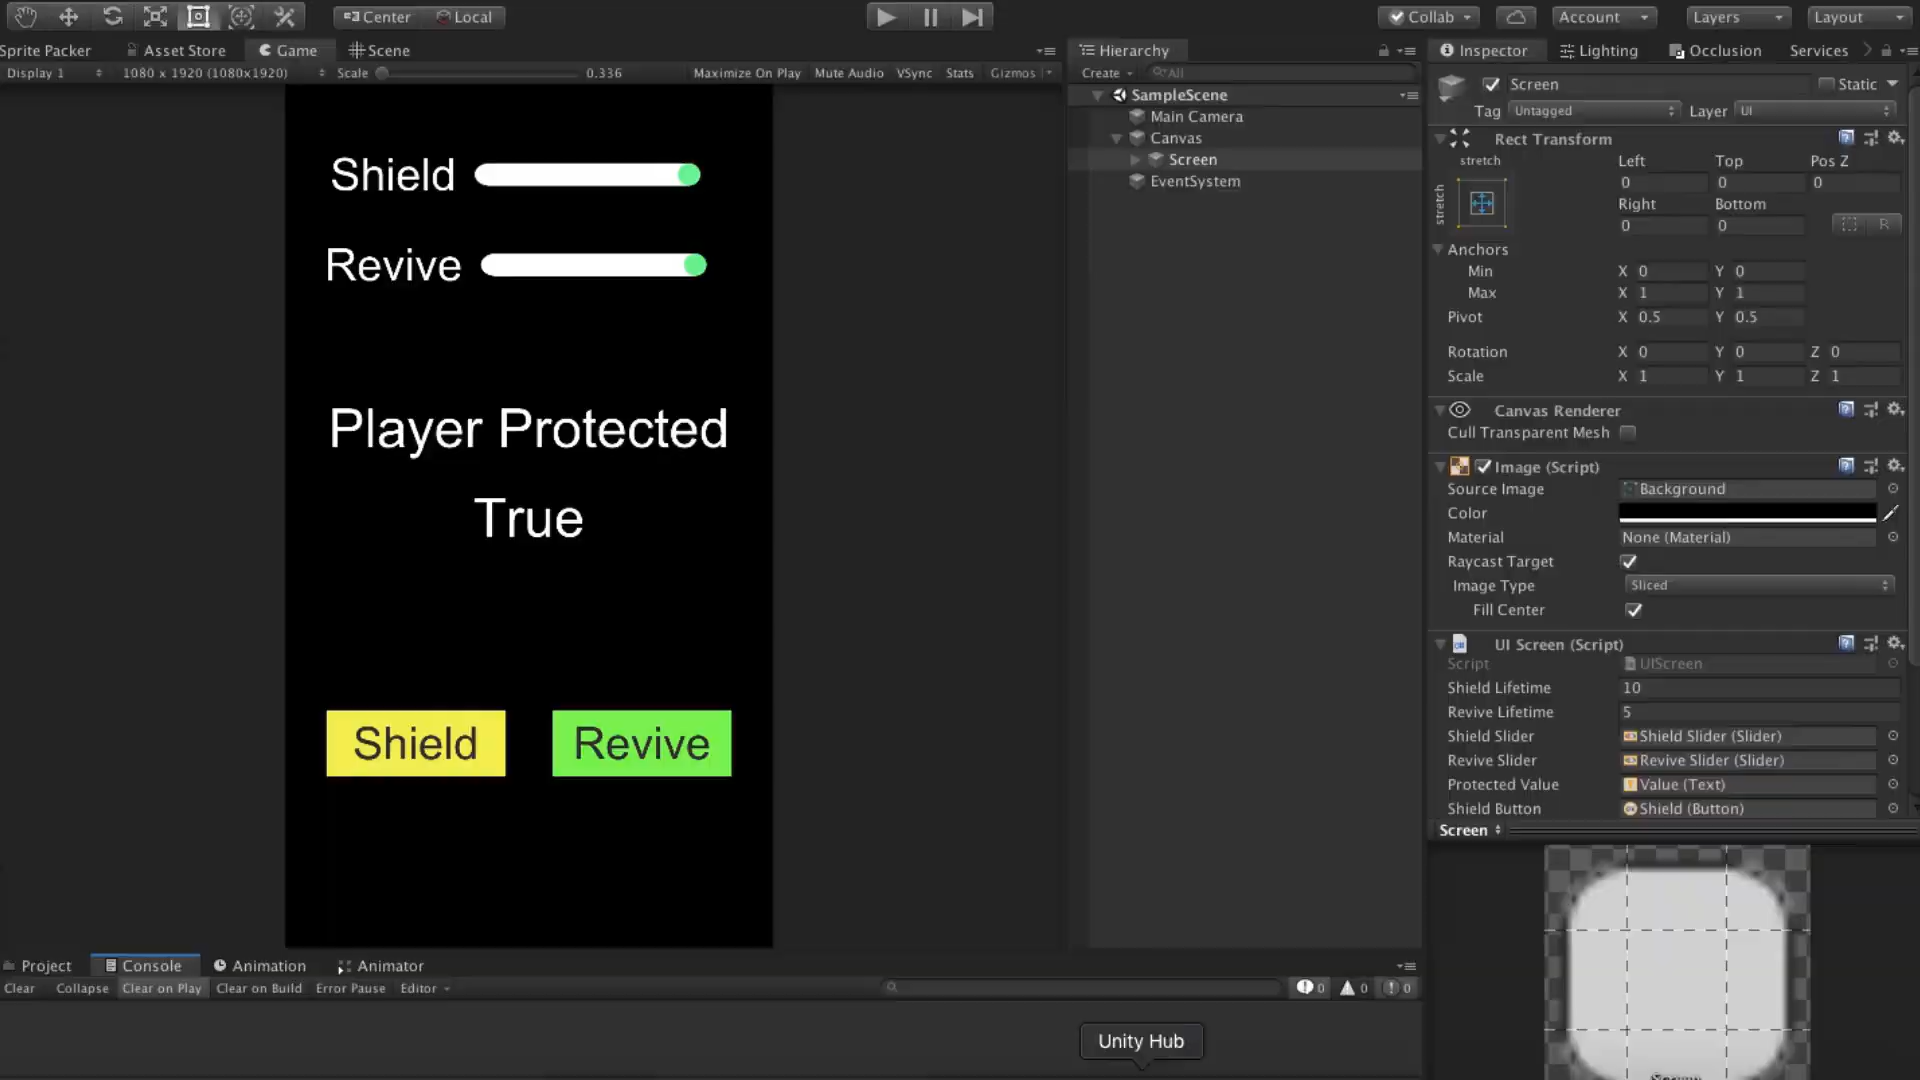 Center
Local
Collab
Account
Layers
Layout
Sprite Packer
Asset Store
Game
Scene
Display 1
1080 x 1920 (1080x1920)
Scale
0.336
Maximize On Play
Mute Audio
VSync
Stats
Gizmos
Shield
Revive
Player Protected
True
Shield
Revive
Hierarchy
Create
All
SampleScene
Main Camera
Canvas
Screen
EventSystem
Inspector
Lighting
Occlusion
Services
Screen
Static
Tag Untagged
Layer UI
Rect Transform
stretch
stretch
Left Top Pos Z
0 0 0
Right Bottom
0 0
R
Anchors
Min X 0 Y 0
Max X 1 Y 1
Pivot X 0.5 Y 0.5
Rotation X 0 Y 0 Z 0
Scale X 1 Y 1 Z 1
Canvas Renderer
Cull Transparent Mesh
Image (Script)
Source Image Background
Color
Material None (Material)
Raycast Target
Image Type Sliced
Fill Center
UI Screen (Script)
Script UIScreen
Shield Lifetime 10
Revive Lifetime 5
Shield Slider Shield Slider (Slider)
Revive Slider Revive Slider (Slider)
Protected Value Value (Text)
Shield Button Shield (Button)
Screen
Project
Console
Animation
Animator
Clear
Collapse
Clear on Play
Clear on Build
Error Pause
Editor
0
0
0
Unity Hub